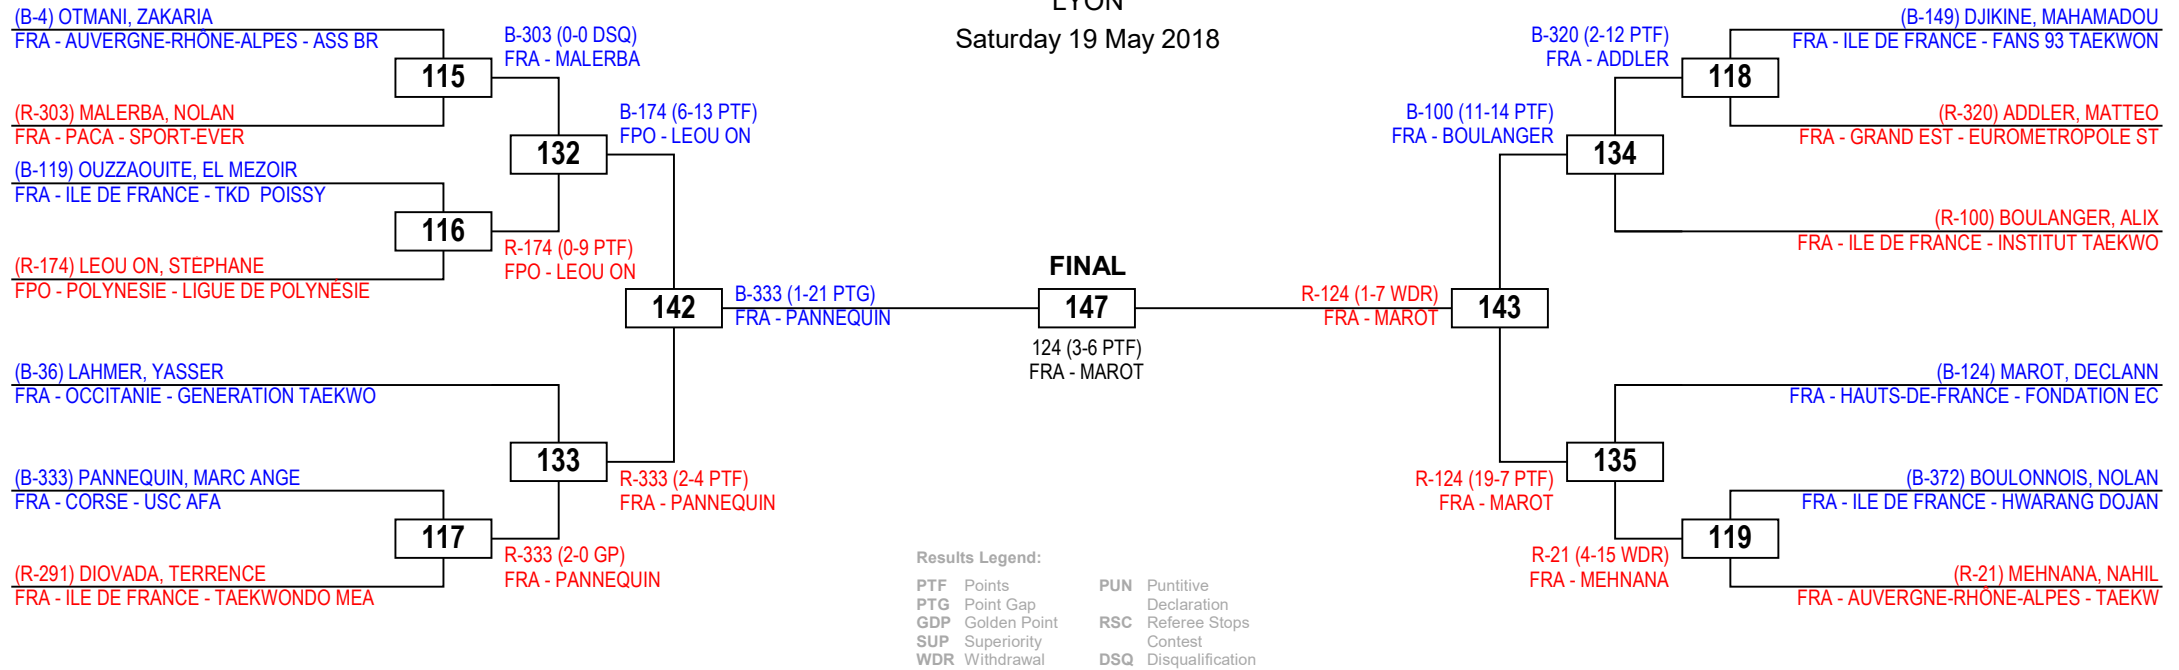 LYON
Saturday 19 May 2018
(B-4) OTMANI, ZAKARIA
FRA - AUVERGNE-RHÔNE-ALPES - ASS BR
115
(R-303) MALERBA, NOLAN
FRA - PACA - SPORT-EVER
B-303 (0-0 DSQ)
FRA - MALERBA
(B-119) OUZZAOUITE, EL MEZOIR
FRA - ILE DE FRANCE - TKD  POISSY
116
(R-174) LEOU ON, STÉPHANE
FPO - POLYNESIE - LIGUE DE POLYNÉSIE
R-174 (0-9 PTF)
FPO - LEOU ON
132
B-174 (6-13 PTF)
FPO - LEOU ON
142
B-333 (1-21 PTG)
FRA - PANNEQUIN
(B-36) LAHMER, YASSER
FRA - OCCITANIE - GENERATION TAEKWO
133
R-333 (2-4 PTF)
FRA - PANNEQUIN
(B-333) PANNEQUIN, MARC ANGE
FRA - CORSE - USC AFA
117
(R-291) DIOVADA, TERRENCE
FRA - ILE DE FRANCE - TAEKWONDO MEA
R-333 (2-0 GP)
FRA - PANNEQUIN
FINAL
147
124 (3-6 PTF)
FRA - MAROT
(B-149) DJIKINE, MAHAMADOU
FRA - ILE DE FRANCE - FANS 93 TAEKWON
118
(R-320) ADDLER, MATTEO
FRA - GRAND EST - EUROMETROPOLE ST
B-320 (2-12 PTF)
FRA - ADDLER
134
(R-100) BOULANGER, ALIX
FRA - ILE DE FRANCE - INSTITUT TAEKWO
B-100 (11-14 PTF)
FRA - BOULANGER
143
R-124 (1-7 WDR)
FRA - MAROT
(B-124) MAROT, DECLANN
FRA - HAUTS-DE-FRANCE - FONDATION EC
135
R-124 (19-7 PTF)
FRA - MAROT
(B-372) BOULONNOIS, NOLAN
FRA - ILE DE FRANCE - HWARANG DOJAN
119
(R-21) MEHNANA, NAHIL
FRA - AUVERGNE-RHÔNE-ALPES - TAEKW
R-21 (4-15 WDR)
FRA - MEHNANA
Results Legend:
PTF Points
PTG Point Gap
GDP Golden Point
SUP Superiority
WDR Withdrawal
PUN Puntitive
Declaration
RSC Referee Stops
Contest
DSQ Disqualification